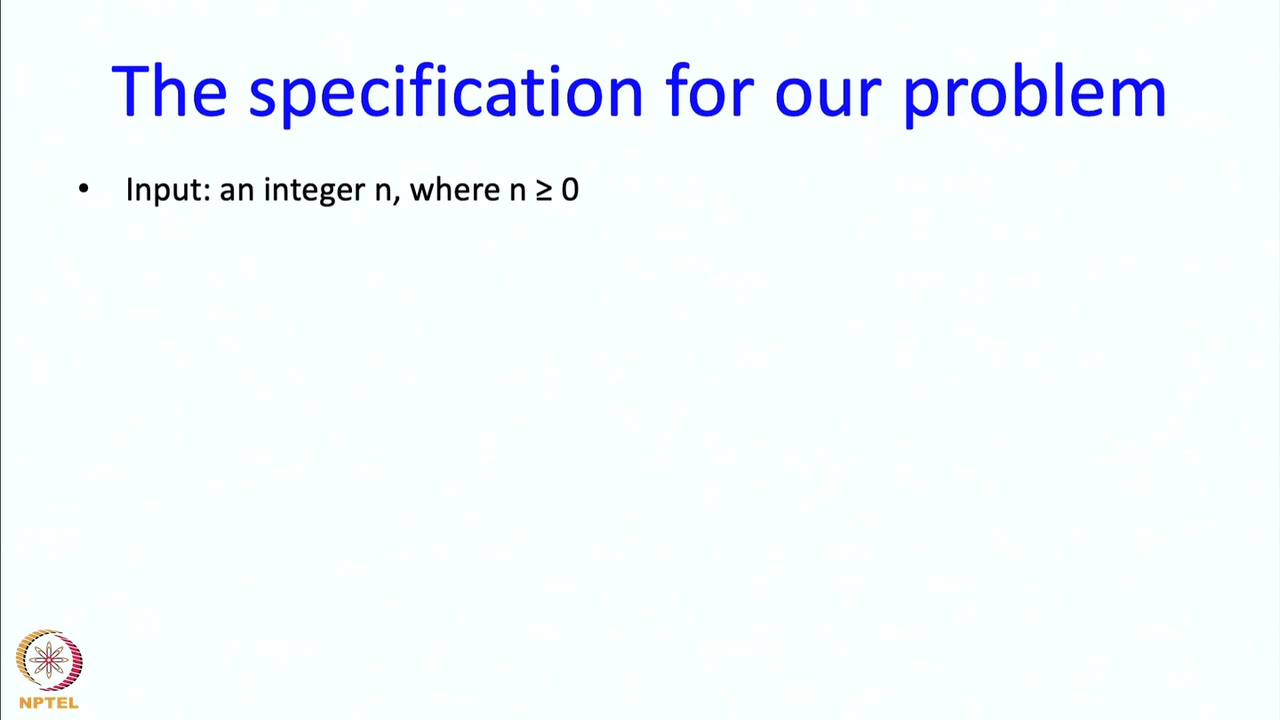 The specification for our problem
• Input: an integer n, where n ≥ 0
NPTEL